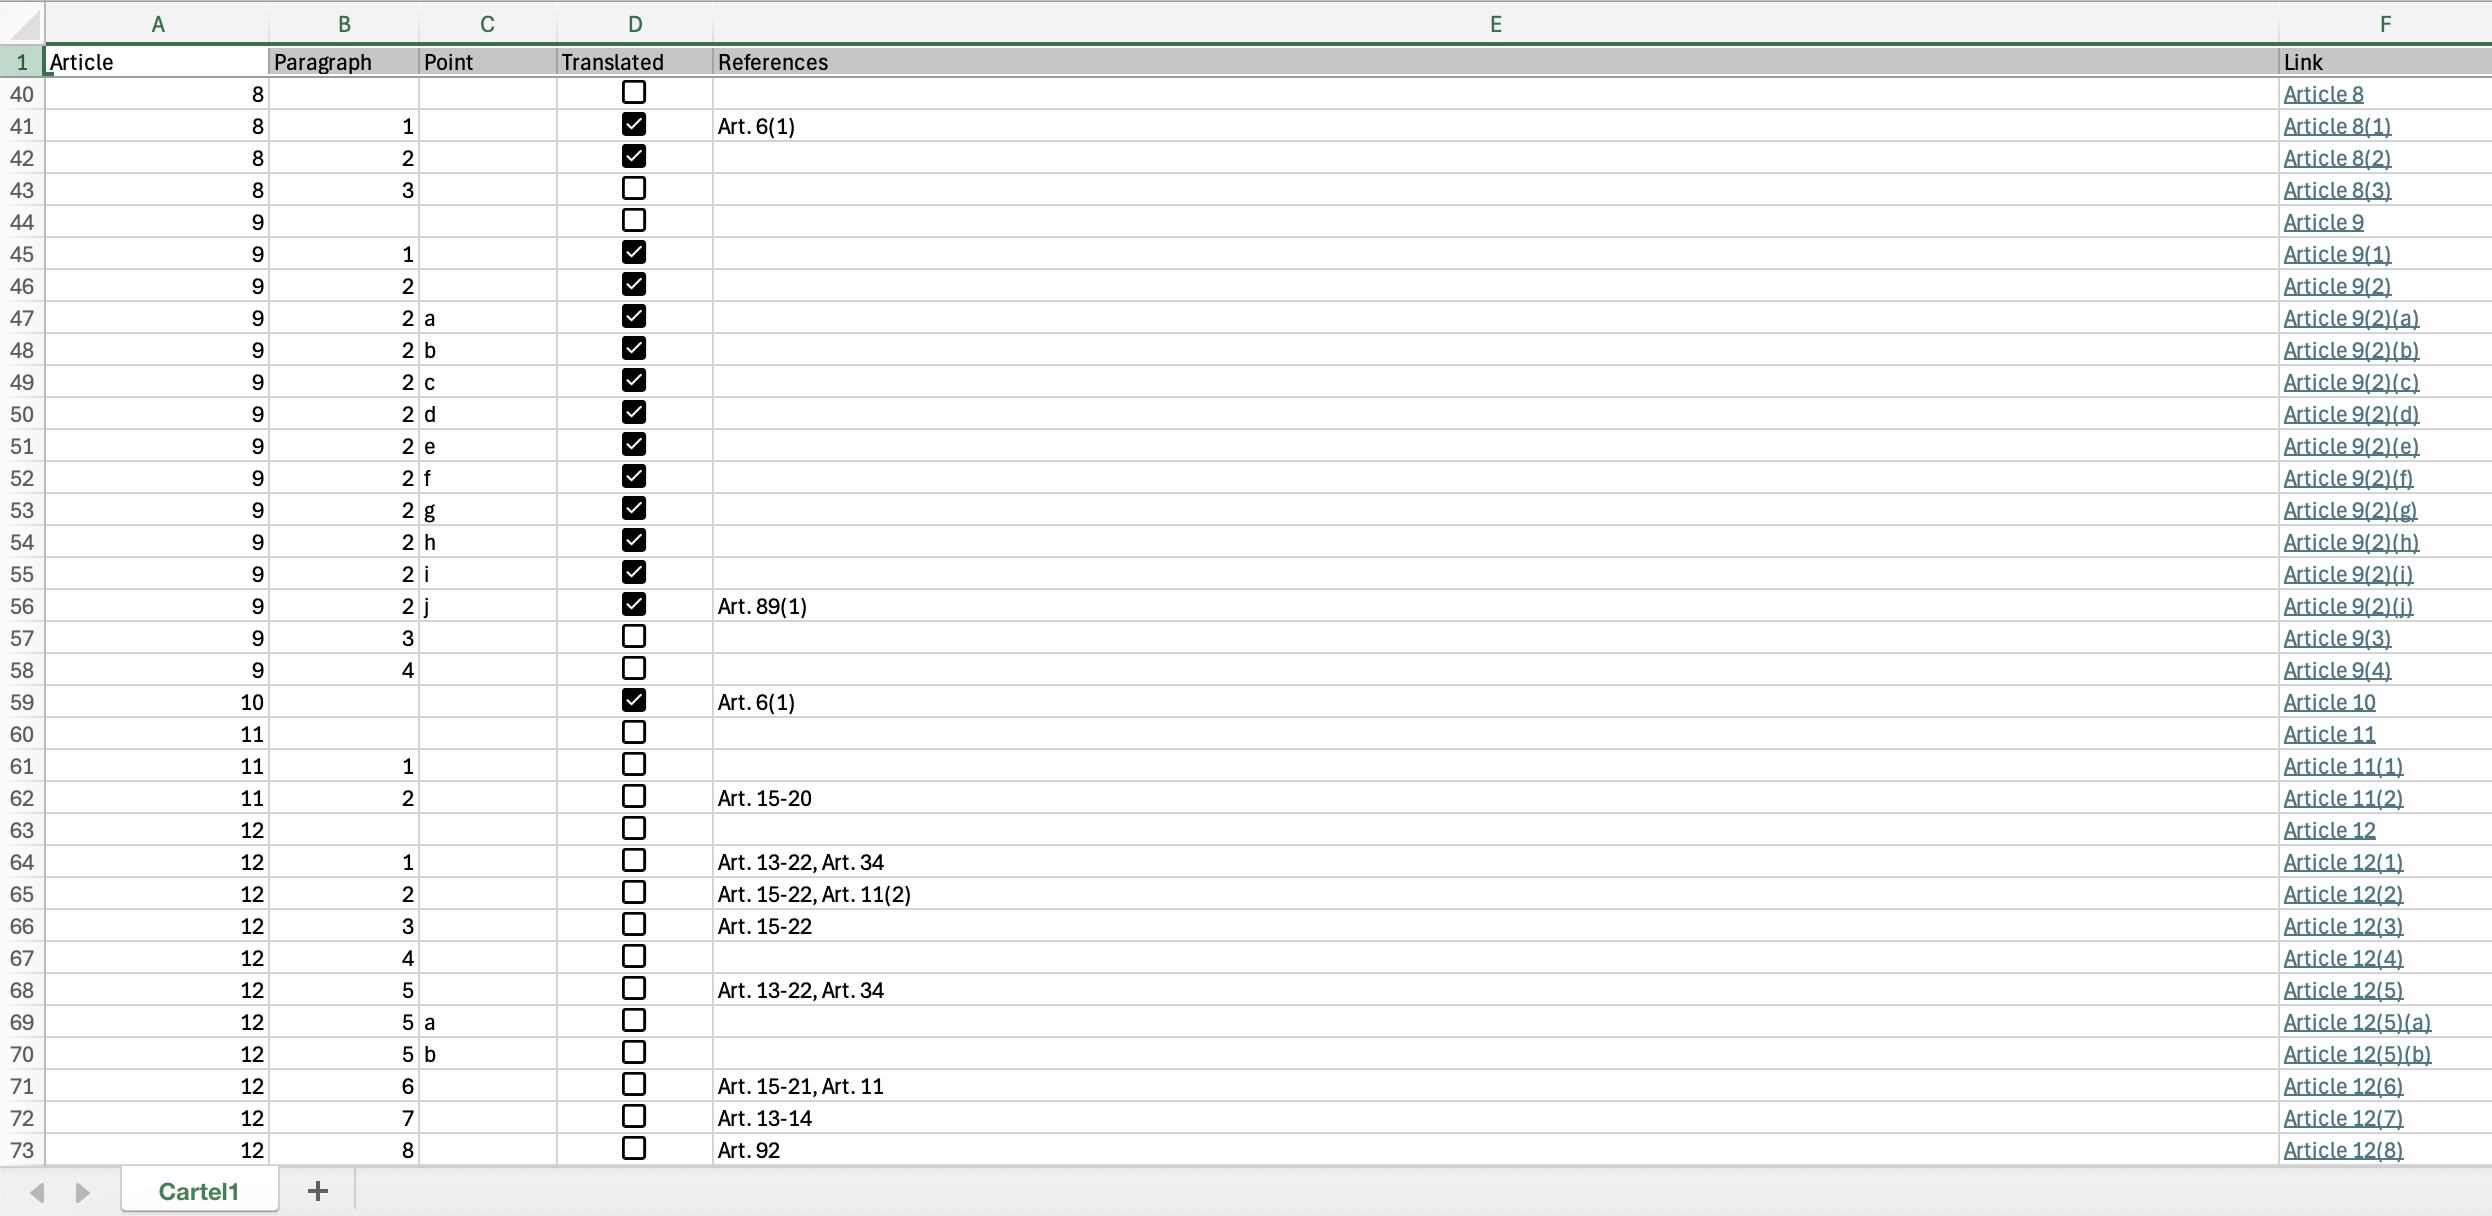 A B C D E F
1 Article Paragraph Point Translated References Link
40 8 Article 8
41 8 1 Art. 6(1) Article 8(1)
42 8 2 Article 8(2)
43 8 3 Article 8(3)
44 9 Article 9
45 9 1 Article 9(1)
46 9 2 Article 9(2)
47 9 2 a Article 9(2)(a)
48 9 2 b Article 9(2)(b)
49 9 2 c Article 9(2)(c)
50 9 2 d Article 9(2)(d)
51 9 2 e Article 9(2)(e)
52 9 2 f Article 9(2)(f)
53 9 2 g Article 9(2)(g)
54 9 2 h Article 9(2)(h)
55 9 2 i Article 9(2)(i)
56 9 2 j Art. 89(1) Article 9(2)(j)
57 9 3 Article 9(3)
58 9 4 Article 9(4)
59 10 Art. 6(1) Article 10
60 11 Article 11
61 11 1 Article 11(1)
62 11 2 Art. 15-20 Article 11(2)
63 12 Article 12
64 12 1 Art. 13-22, Art. 34 Article 12(1)
65 12 2 Art. 15-22, Art. 11(2) Article 12(2)
66 12 3 Art. 15-22 Article 12(3)
67 12 4 Article 12(4)
68 12 5 Art. 13-22, Art. 34 Article 12(5)
69 12 5 a Article 12(5)(a)
70 12 5 b Article 12(5)(b)
71 12 6 Art. 15-21, Art. 11 Article 12(6)
72 12 7 Art. 13-14 Article 12(7)
73 12 8 Art. 92 Article 12(8)
Cartel1 +